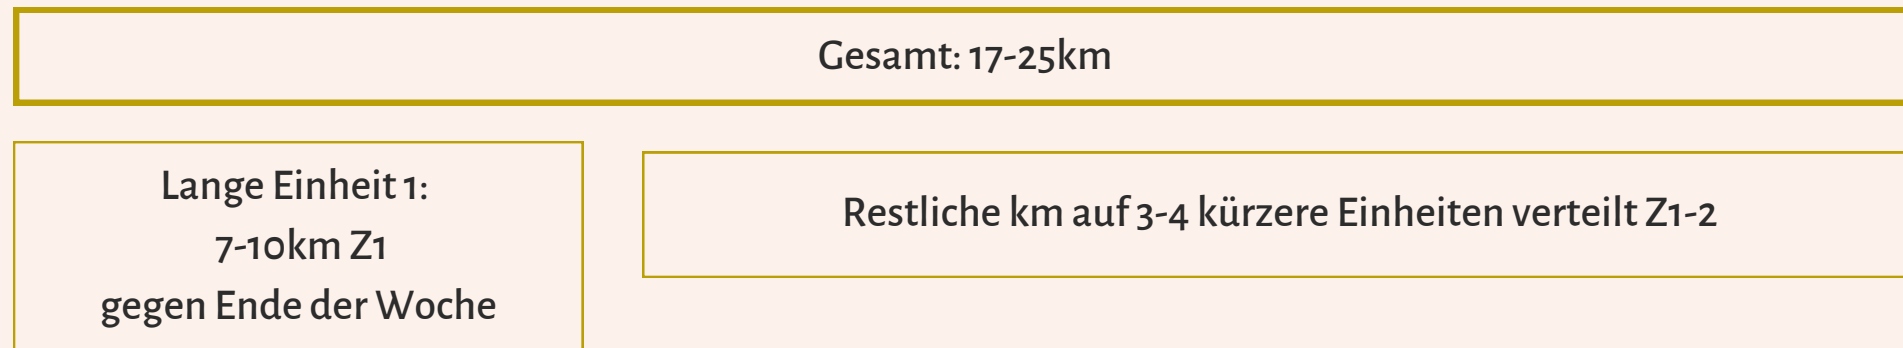 Gesamt: 17-25km
Lange Einheit 1:
7-10km Z1
gegen Ende der Woche
Restliche km auf 3-4 kürzere Einheiten verteilt Z1-2